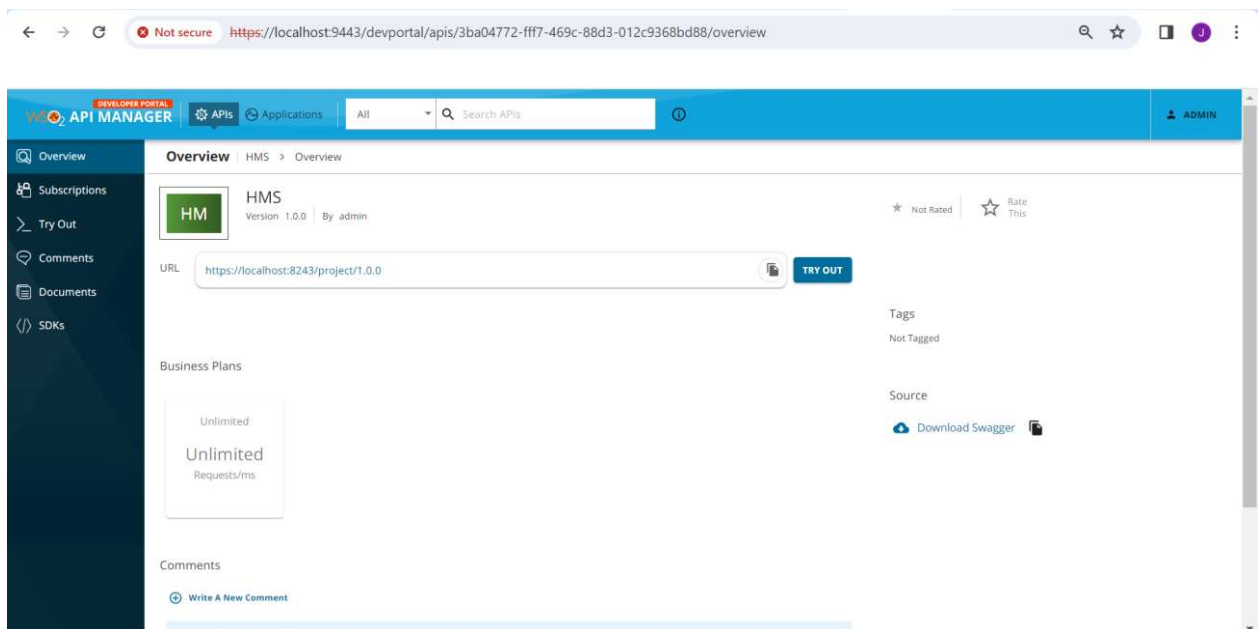 Not secure https://localhost:9443/devportal/apis/3ba04772-fff7-469c-88d3-012c9368bd88/overview J
DEVELOPER PORTAL
WSO2 API MANAGER APIs Applications All Search APIs ADMIN
Overview
Subscriptions
Try Out
Comments
Documents
SDKs
Overview HMS > Overview
HM
HMS
Version 1.0.0 By admin
Not Rated
Rate
This
URL https://localhost:8243/project/1.0.0 TRY OUT
Tags
Not Tagged
Business Plans
Source
Download Swagger
Unlimited
Unlimited
Requests/ms
Comments
Write A New Comment